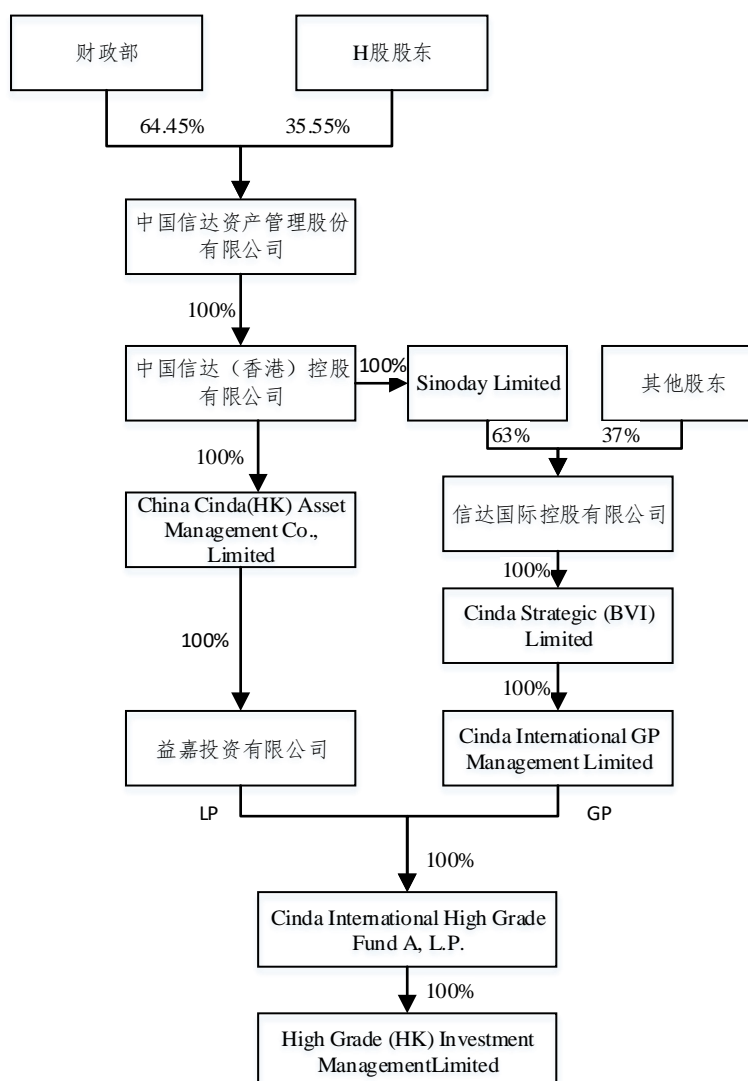 财政部
H股股东
64.45%
35.55%
中国信达资产管理股份
有限公司
100%
中国信达（香港）控股
有限公司
100%
Sinoday Limited
其他股东
63%
37%
100%
China Cinda(HK) Asset
Management Co.,
Limited
信达国际控股有限公司
100%
Cinda Strategic (BVI)
Limited
100%
100%
益嘉投资有限公司
Cinda International GP
Management Limited
LP
GP
100%
Cinda International High Grade
Fund A, L.P.
100%
High Grade (HK) Investment
ManagementLimited